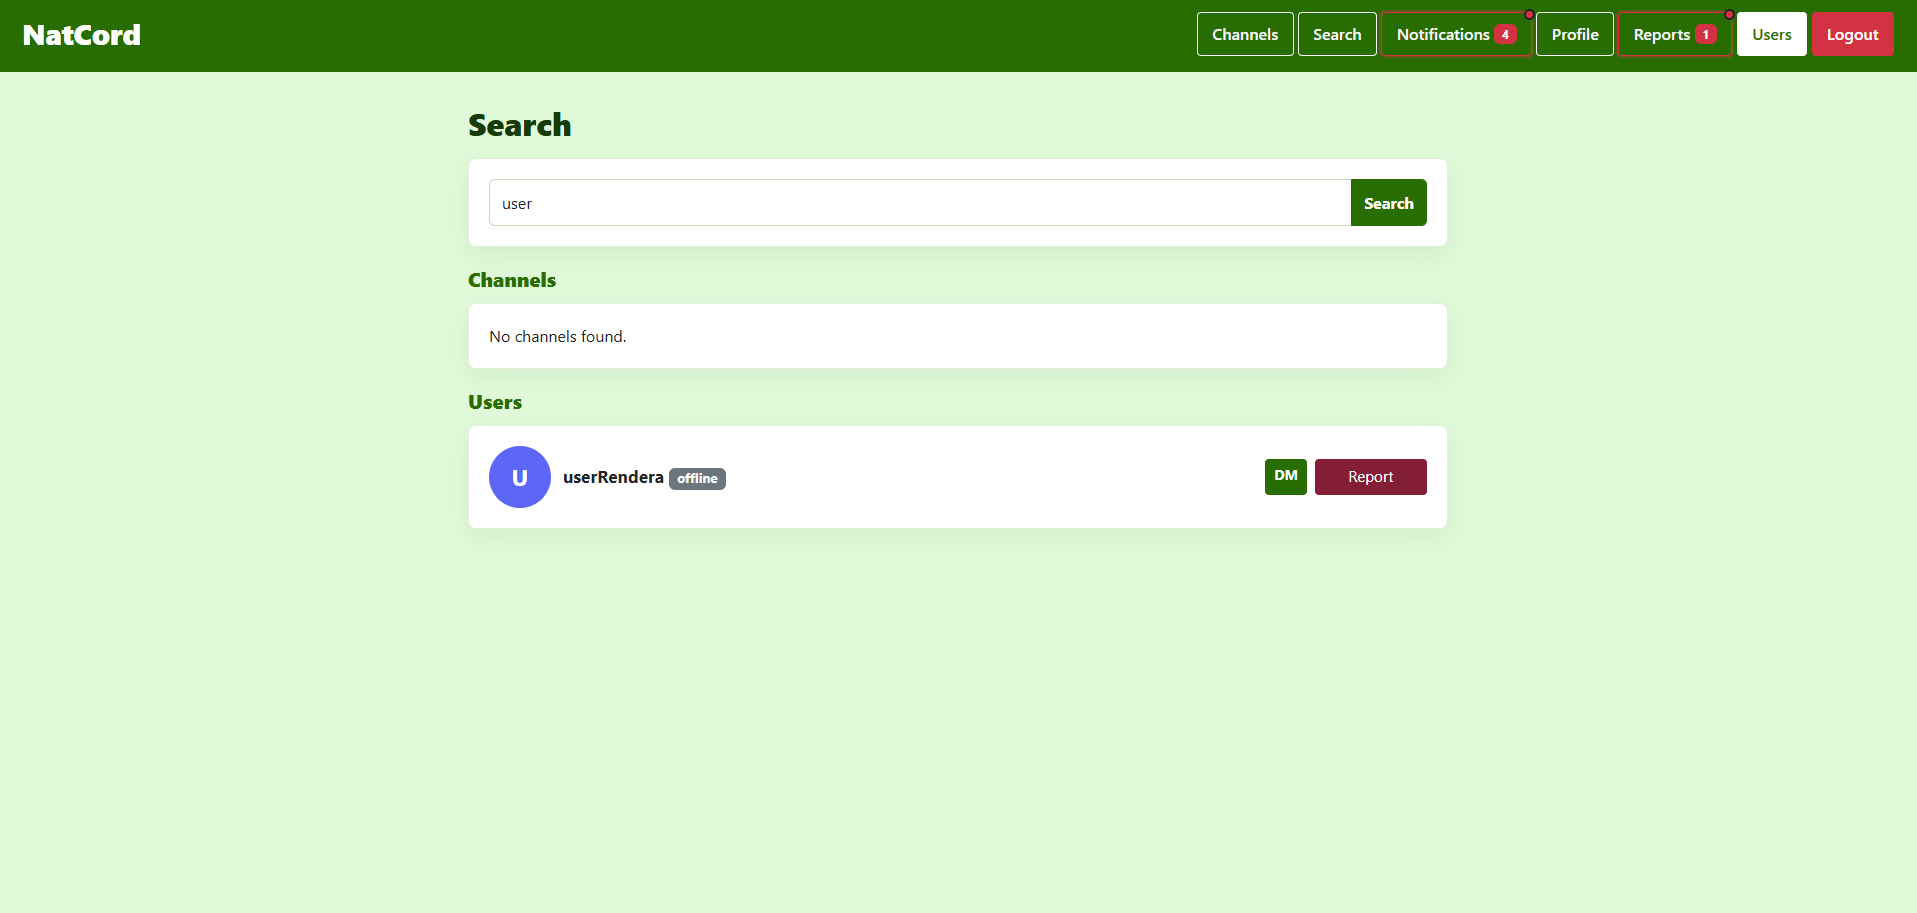 NatCord
Channels Search Notifications 4 Profile Reports 1 Users Logout
Search
user Search
Channels
No channels found.
Users
U userRendera offline DM Report